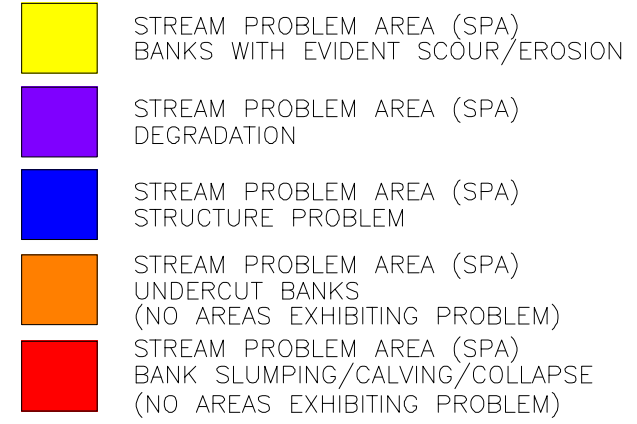 STREAM PROBLEM AREA (SPA)
BANKS WITH EVIDENT SCOUR/EROSION
STREAM PROBLEM AREA (SPA)
DEGRADATION
STREAM PROBLEM AREA (SPA)
STRUCTURE PROBLEM
STREAM PROBLEM AREA (SPA)
UNDERCUT BANKS
(NO AREAS EXHIBITING PROBLEM)
STREAM PROBLEM AREA (SPA)
BANK SLUMPING/CALVING/COLLAPSE
(NO AREAS EXHIBITING PROBLEM)